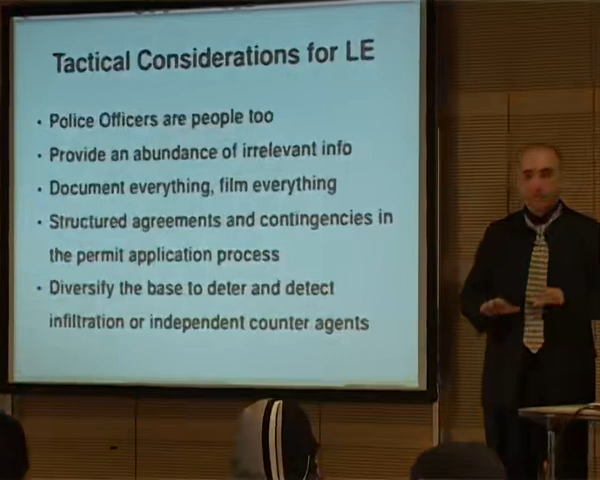 Tactical Considerations for LE
• Police Officers are people too
• Provide an abundance of irrelevant info
• Document everything, film everything
• Structured agreements and contingencies in
the permit application process
• Diversify the base to deter and detect
infiltration or independent counter agents